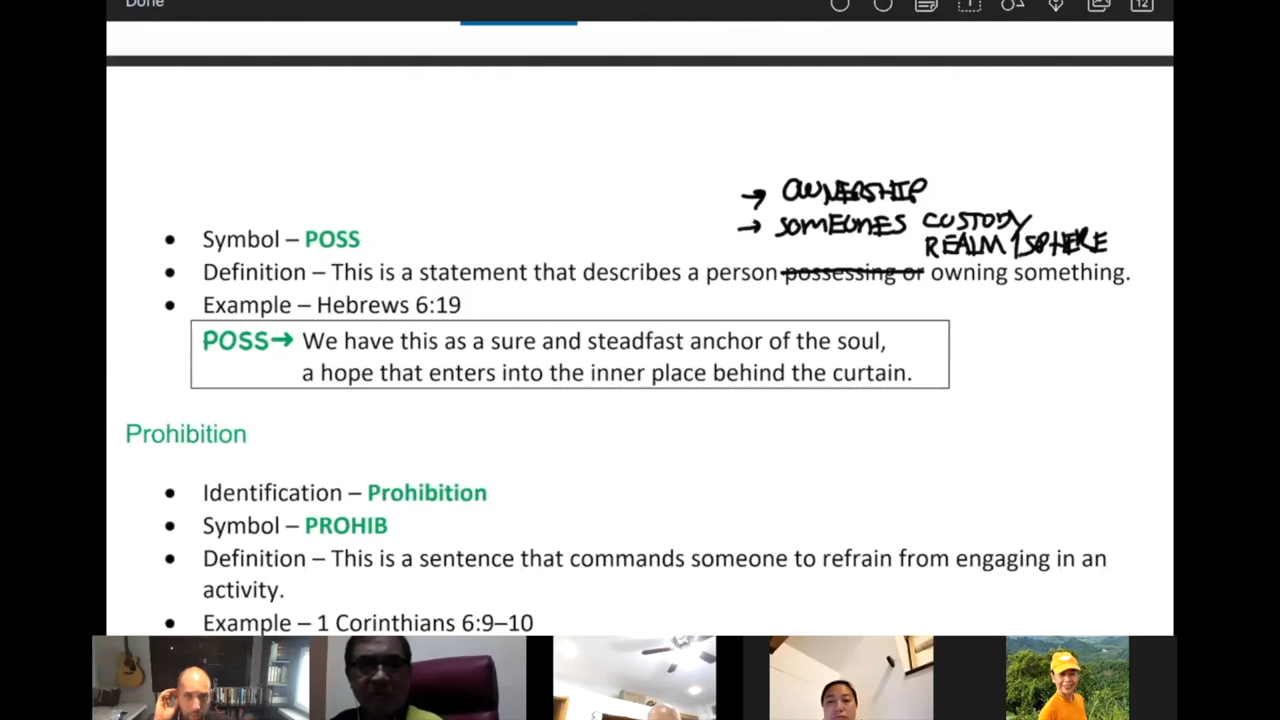 Done
12
→ OWNERSHIP
→ SOMEONES CUSTODY
REALM / SPHERE
• Symbol – POSS
• Definition – This is a statement that describes a person possessing or owning something.
• Example – Hebrews 6:19
POSS→ We have this as a sure and steadfast anchor of the soul,
a hope that enters into the inner place behind the curtain.
Prohibition
• Identification – Prohibition
• Symbol – PROHIB
• Definition – This is a sentence that commands someone to refrain from engaging in an
activity.
• Example – 1 Corinthians 6:9–10